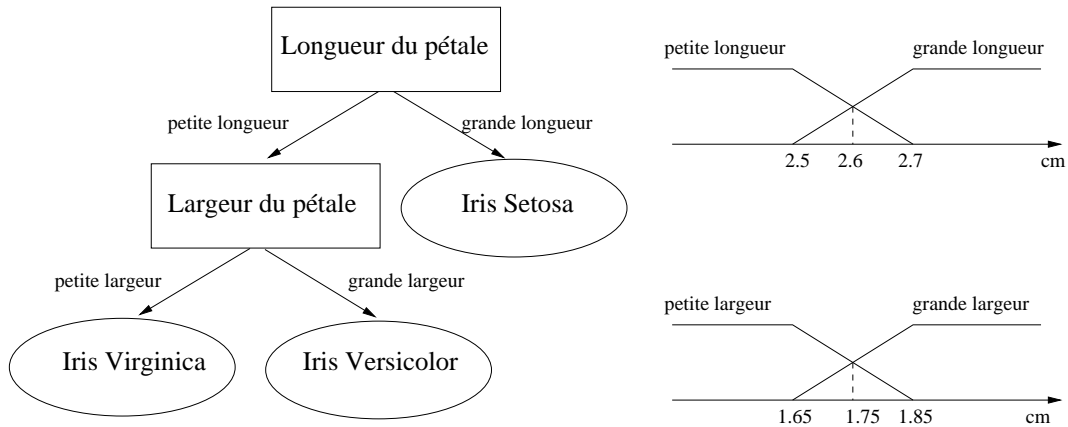 Longueur du pétale
petite longueur
grande longueur
Largeur du pétale
Iris Setosa
petite largeur
grande largeur
Iris Virginica
Iris Versicolor
petite longueur
grande longueur
2.5
2.6
2.7
cm
petite largeur
grande largeur
1.65
1.75
1.85
cm